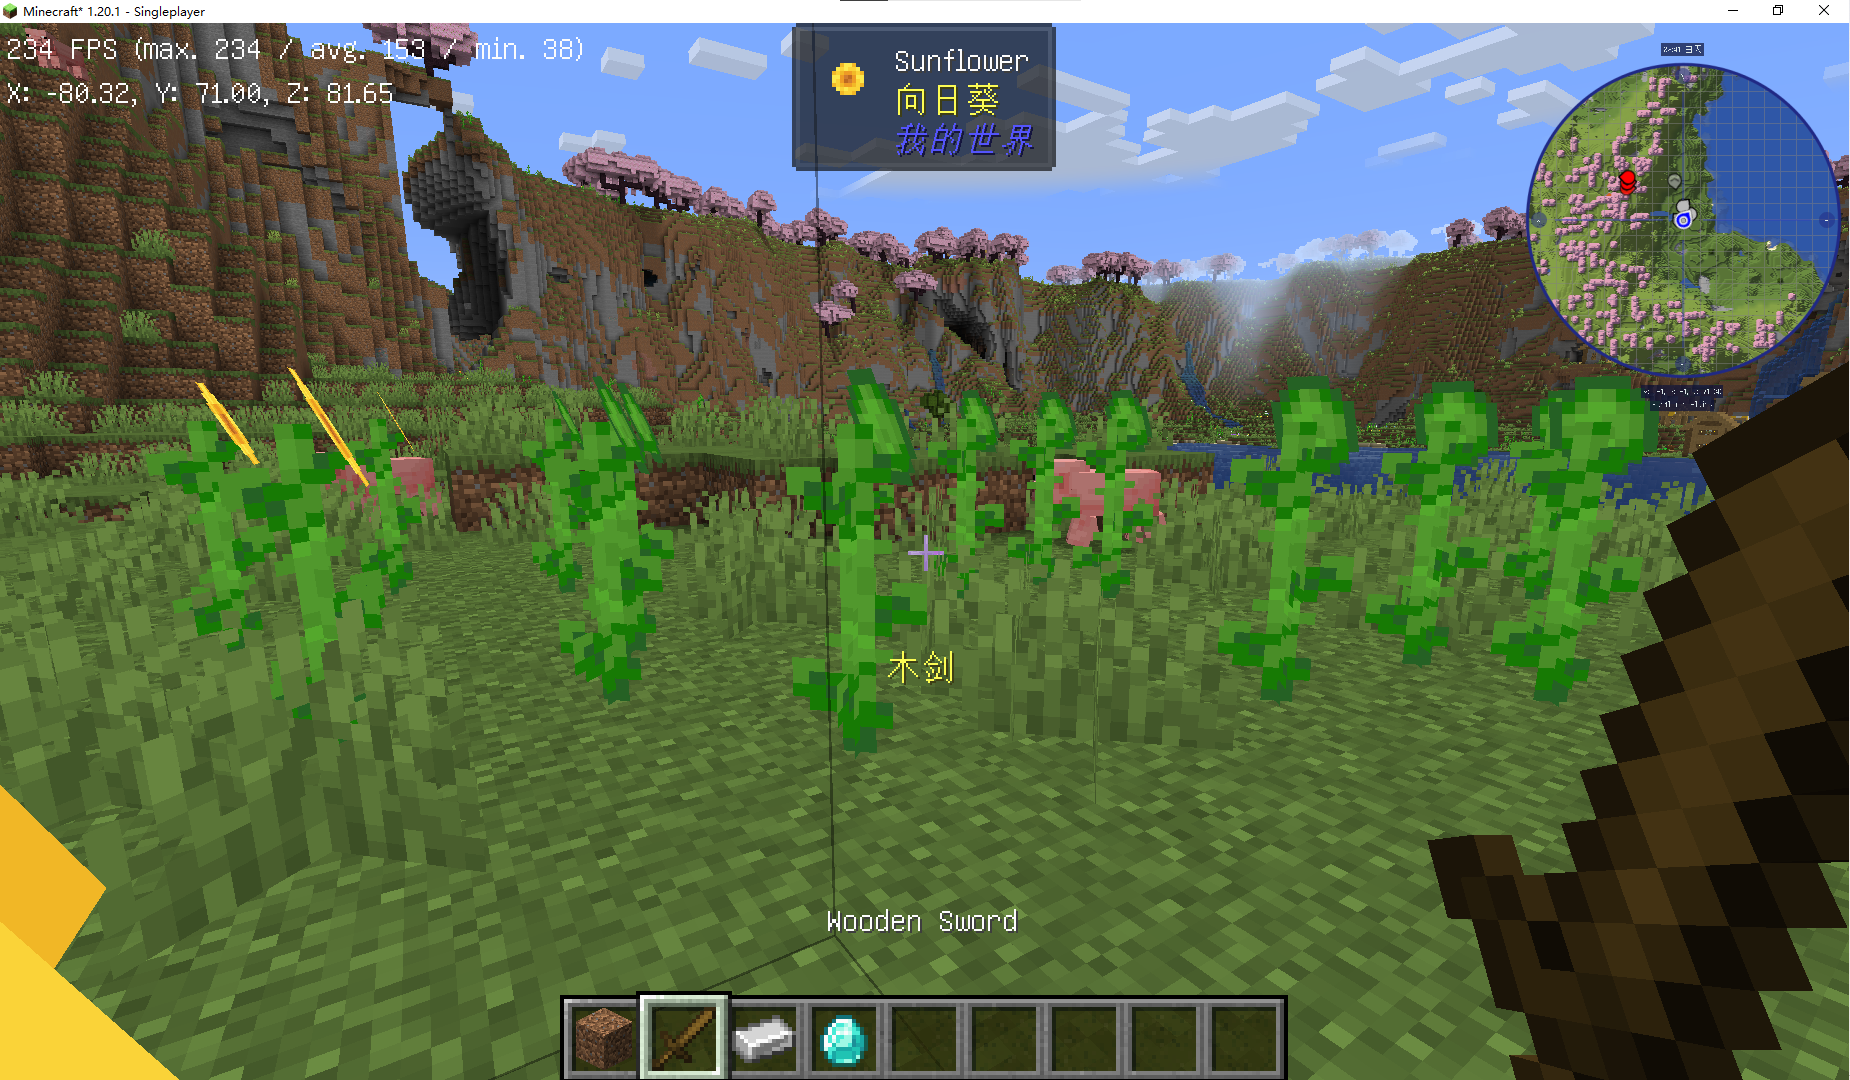 Minecraft* 1.20.1 - Singleplayer
234 FPS (max. 234 / avg. 153 / min. 38)
X: -80.32, Y: 71.00, Z: 81.65
Sunflower
向日葵
我的世界
木剑
Wooden Sword